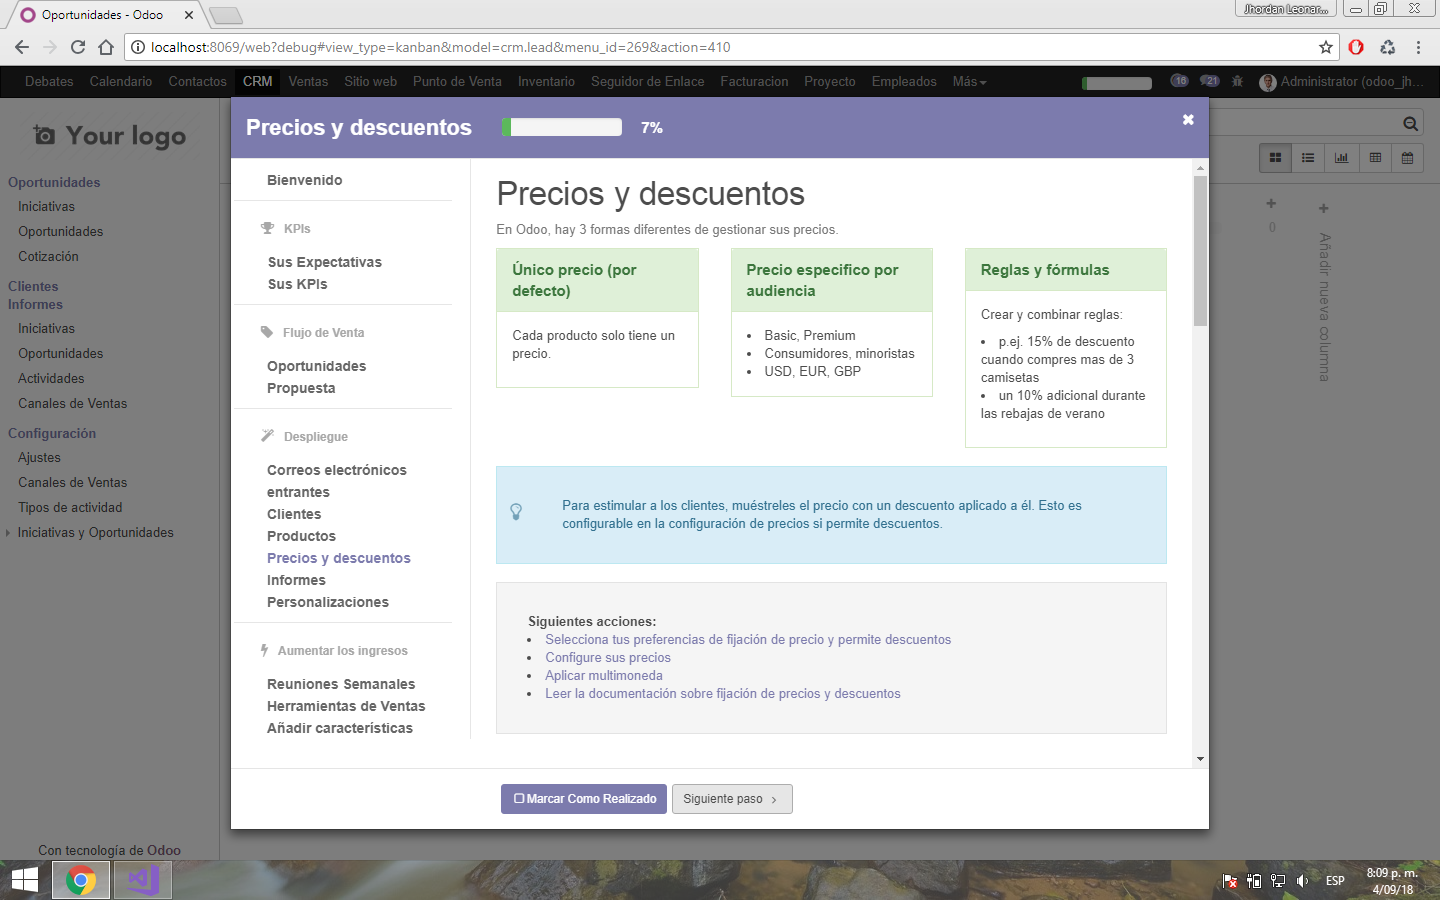 Oportunidades - Odoo
Jhordan Leonar...
localhost:8069/web?debug#view_type=kanban&model=crm.lead&menu_id=269&action=410
Debates Calendario Contactos CRM Ventas Sitio web Punto de Venta Inventario Seguidor de Enlace Facturacion Proyecto Empleados Más 16 21 Administrator (odoo_jh...
Your logo
Oportunidades
Iniciativas
Oportunidades
Cotización
Clientes
Informes
Iniciativas
Oportunidades
Actividades
Canales de Ventas
Configuración
Ajustes
Canales de Ventas
Tipos de actividad
Iniciativas y Oportunidades
Con tecnología de Odoo
Precios y descuentos 7%
Bienvenido
KPIs
Sus Expectativas
Sus KPIs
Flujo de Venta
Oportunidades
Propuesta
Despliegue
Correos electrónicos
entrantes
Clientes
Productos
Precios y descuentos
Informes
Personalizaciones
Aumentar los ingresos
Reuniones Semanales
Herramientas de Ventas
Añadir características
Precios y descuentos
En Odoo, hay 3 formas diferentes de gestionar sus precios.
Único precio (por
defecto)
Cada producto solo tiene un
precio.
Precio especifico por
audiencia
• Basic, Premium
• Consumidores, minoristas
• USD, EUR, GBP
Reglas y fórmulas
Crear y combinar reglas:
• p.ej. 15% de descuento
cuando compres mas de 3
camisetas
• un 10% adicional durante
las rebajas de verano
Para estimular a los clientes, muéstreles el precio con un descuento aplicado a él. Esto es
configurable en la configuración de precios si permite descuentos.
Siguientes acciones:
• Selecciona tus preferencias de fijación de precio y permite descuentos
• Configure sus precios
• Aplicar multimoneda
• Leer la documentación sobre fijación de precios y descuentos
Marcar Como Realizado
Siguiente paso
0
Añadir nueva columna
ESP
8:09 p. m.
4/09/18